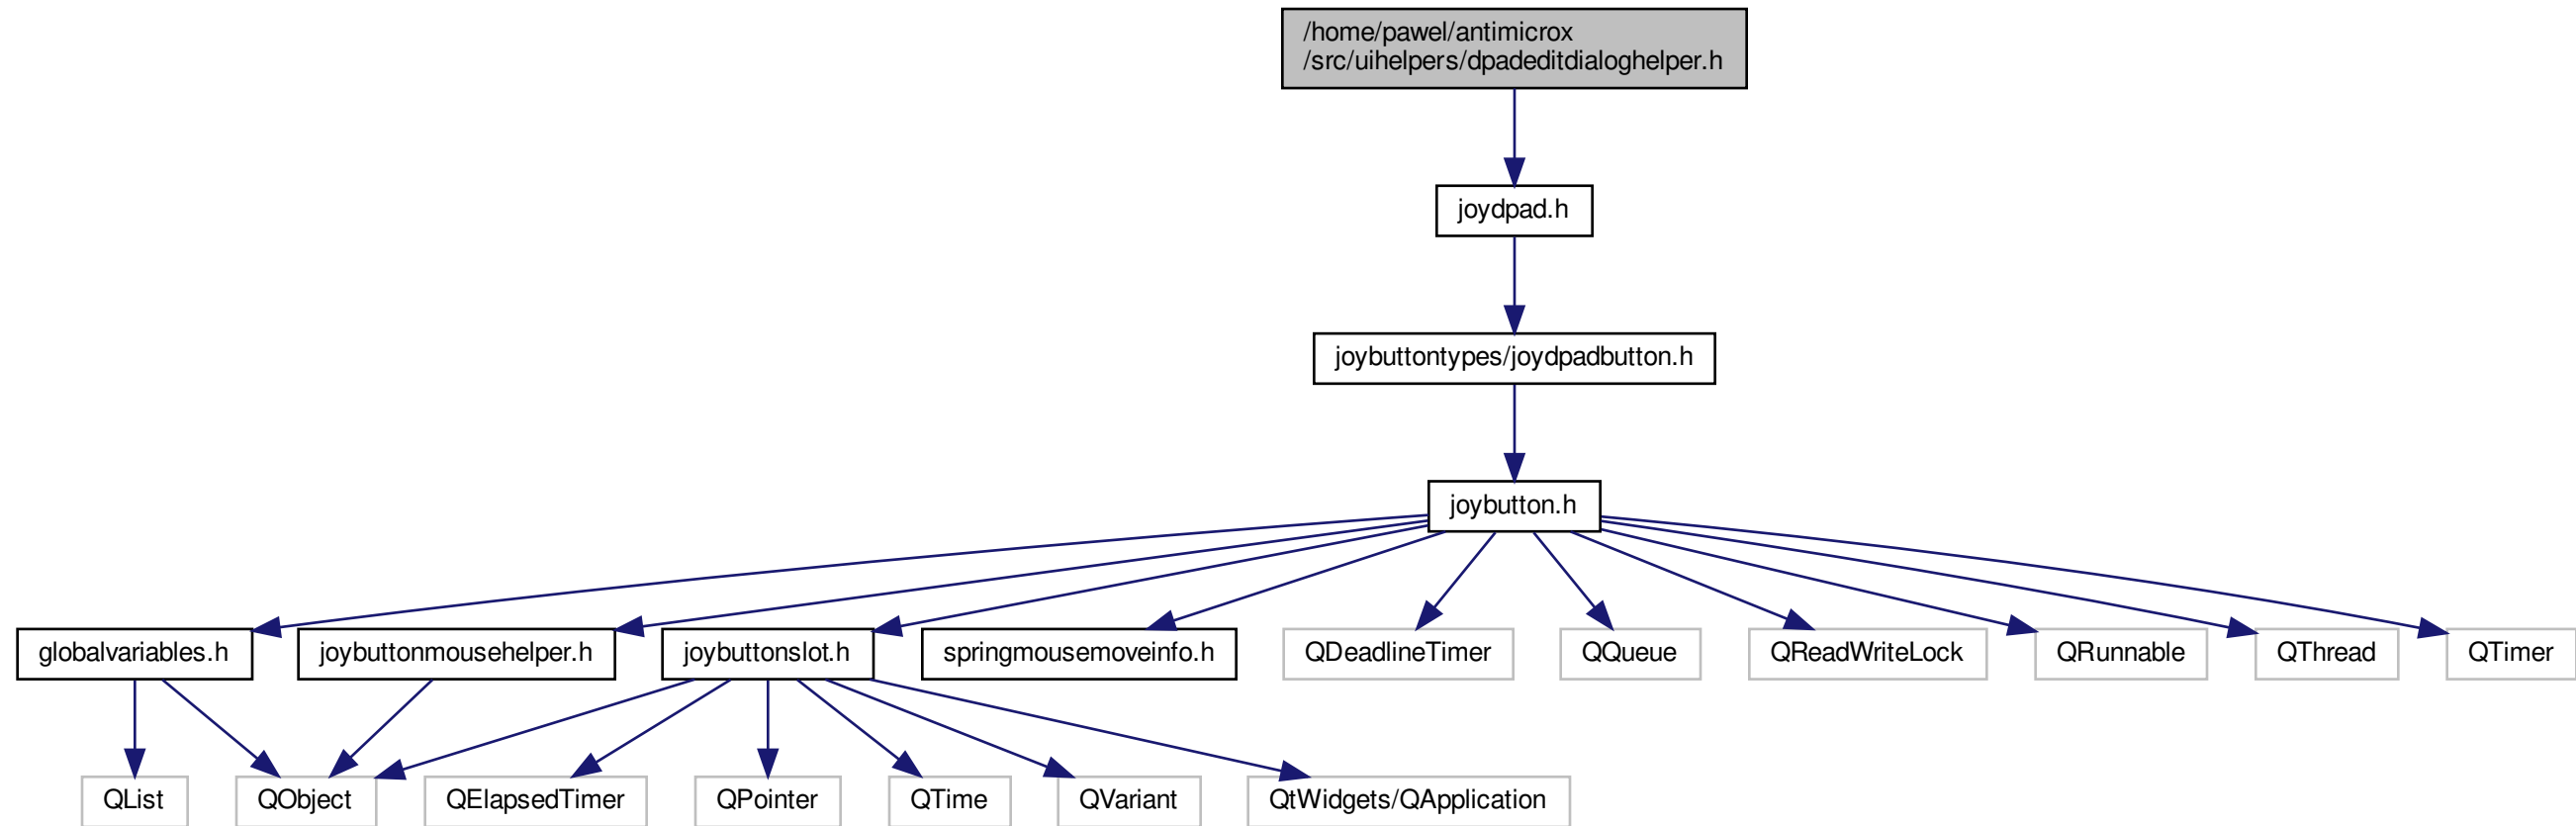 /home/pawel/antimicrox
/src/uihelpers/dpadeditdialoghelper.h
joydpad.h
joybuttontypes/joydpadbutton.h
joybutton.h
globalvariables.h
joybuttonmousehelper.h
joybuttonslot.h
springmousemoveinfo.h
QDeadlineTimer
QQueue
QReadWriteLock
QRunnable
QThread
QTimer
QList
QObject
QElapsedTimer
QPointer
QTime
QVariant
QtWidgets/QApplication